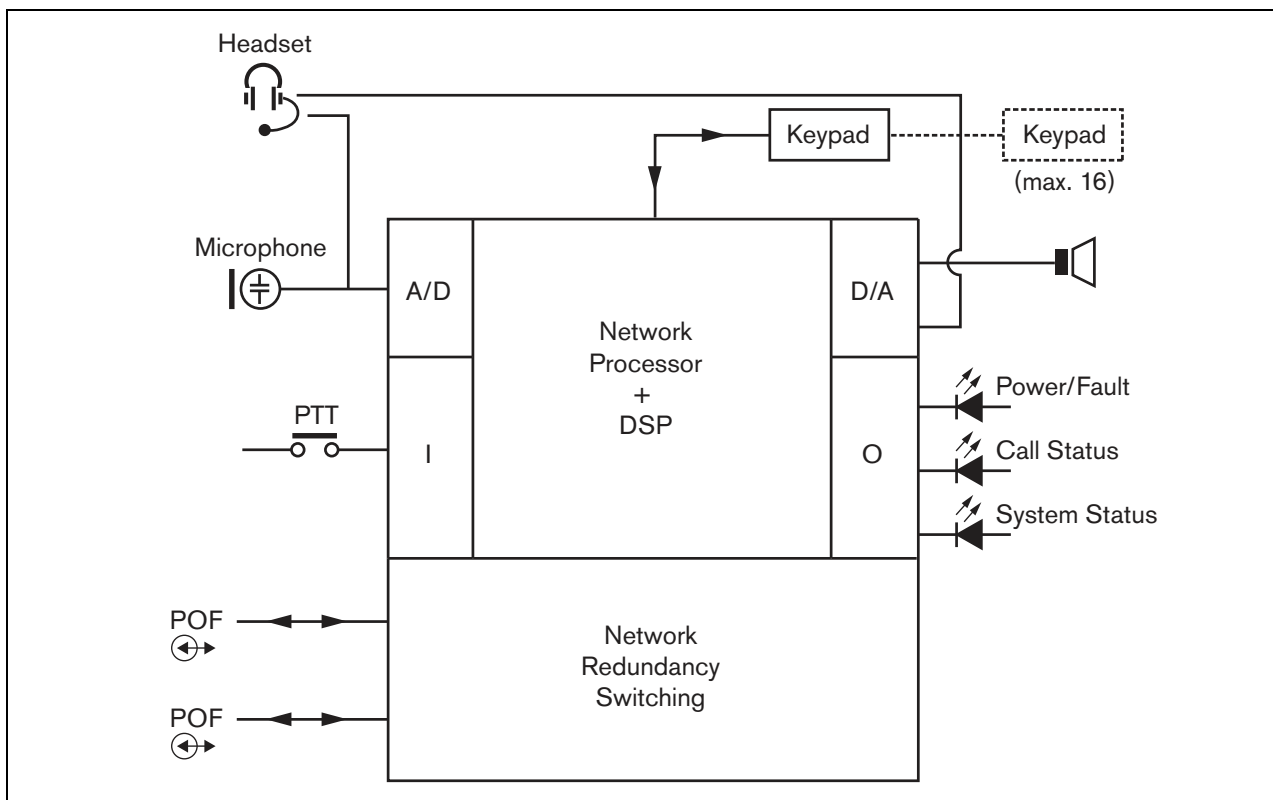 Headset
Keypad
Keypad
(max. 16)
Microphone
A/D
D/A
Network
Processor
+
DSP
Power/Fault
PTT
I
O
Call Status
System Status
POF
Network
Redundancy
Switching
POF